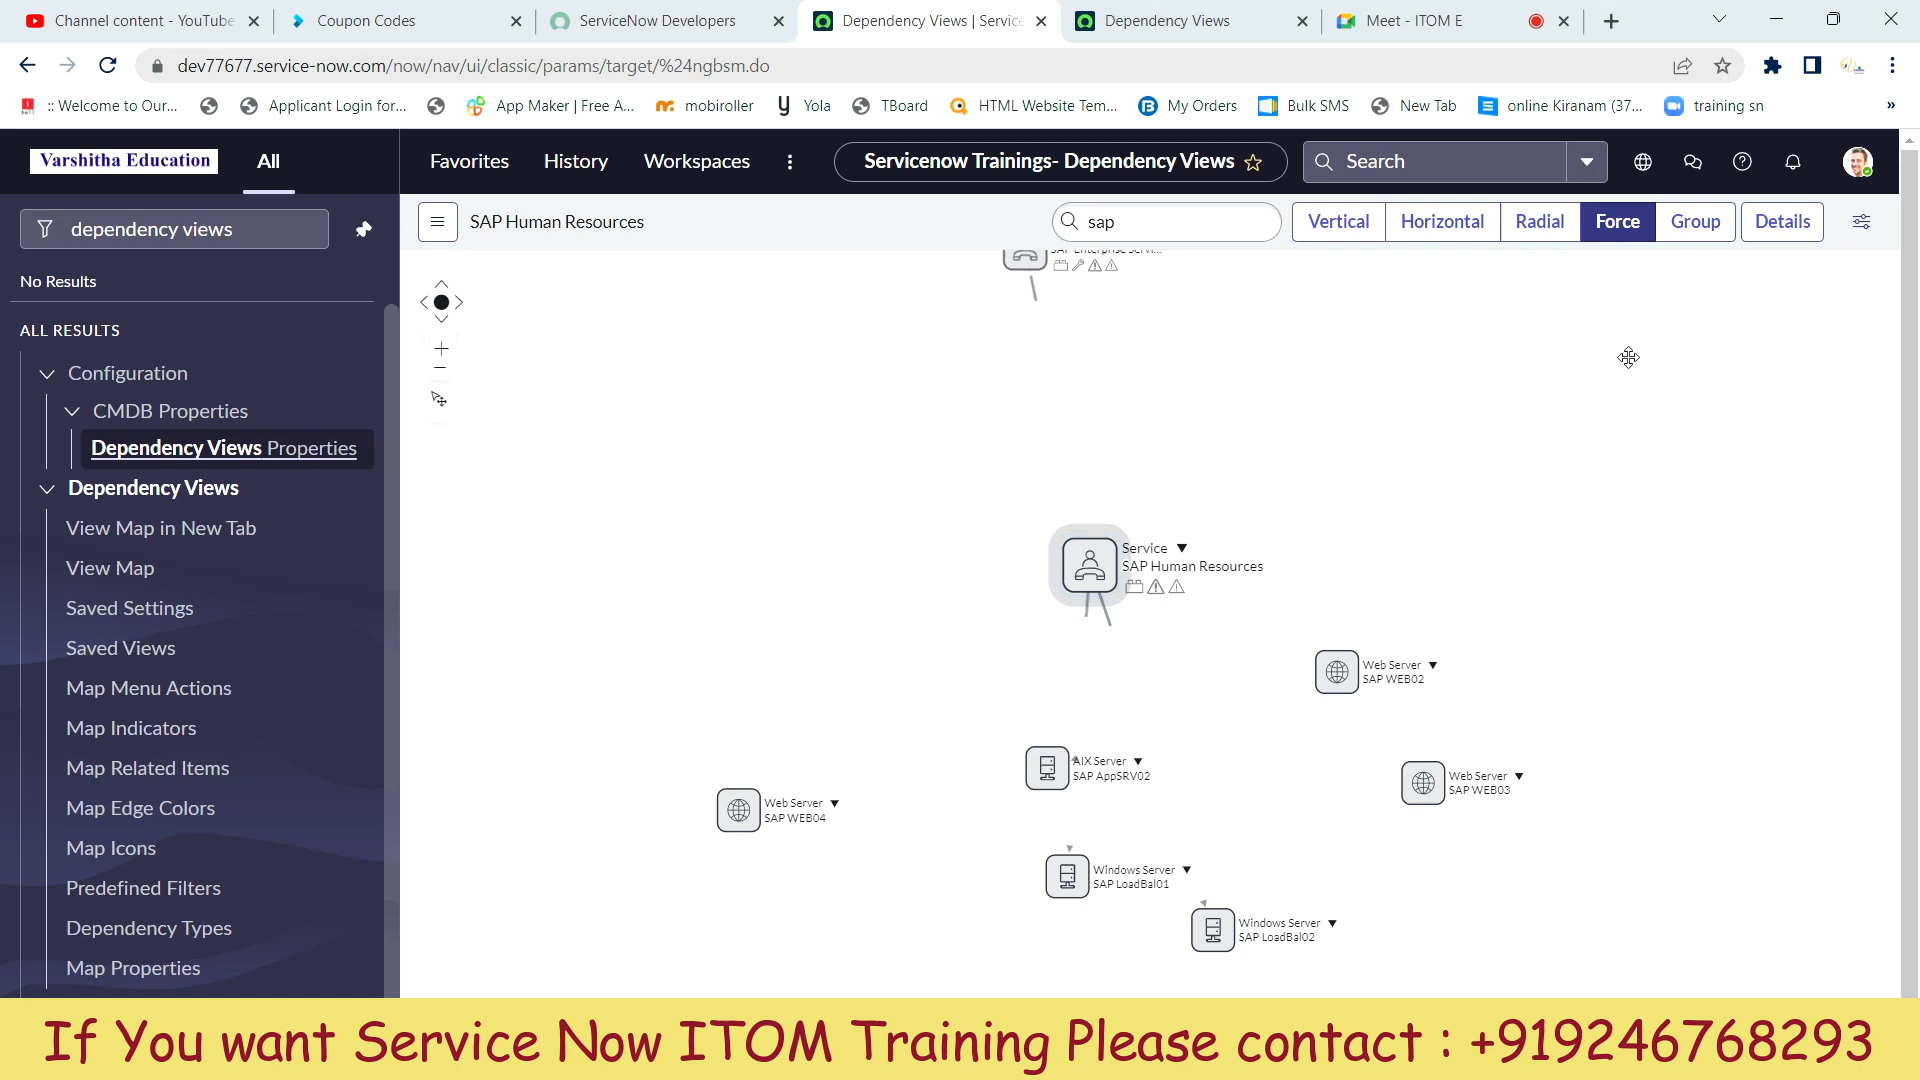 Channel content - YouTube
Coupon Codes
ServiceNow Developers
Dependency Views | Service
Dependency Views
Meet - ITOM E
dev77677.service-now.com/now/nav/ui/classic/params/target/%24ngbsm.do
:: Welcome to Our...
Applicant Login for...
App Maker | Free A...
mobiroller
Yola
TBoard
HTML Website Tem...
My Orders
Bulk SMS
New Tab
online Kiranam (37...
training sn
»
Varshitha Education
All
Favorites
History
Workspaces
Servicenow Trainings- Dependency Views
Search
dependency views
SAP Human Resources
sap
Vertical
Horizontal
Radial
Force
Group
Details
No Results
ALL RESULTS
Configuration
CMDB Properties
Dependency Views Properties
Dependency Views
View Map in New Tab
View Map
Saved Settings
Saved Views
Map Menu Actions
Map Indicators
Map Related Items
Map Edge Colors
Map Icons
Predefined Filters
Dependency Types
Map Properties
SAP Enterprise Servi...
Service
SAP Human Resources
Web Server
SAP WEB02
AIX Server
SAP AppSRV02
Web Server
SAP WEB03
Web Server
SAP WEB04
Windows Server
SAP LoadBal01
Windows Server
SAP LoadBal02
If You want Service Now ITOM Training Please contact : +919246768293